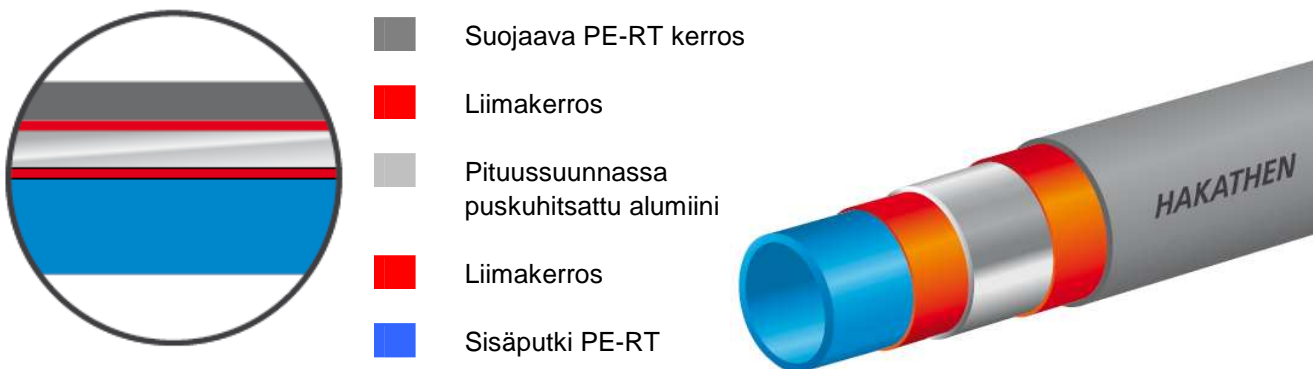 Suojaava PE-RT kerros
Liimakerros
Pituussuunnassa
puskuhitsattu alumiini
Liimakerros
Sisäputki PE-RT
HAKATHEN